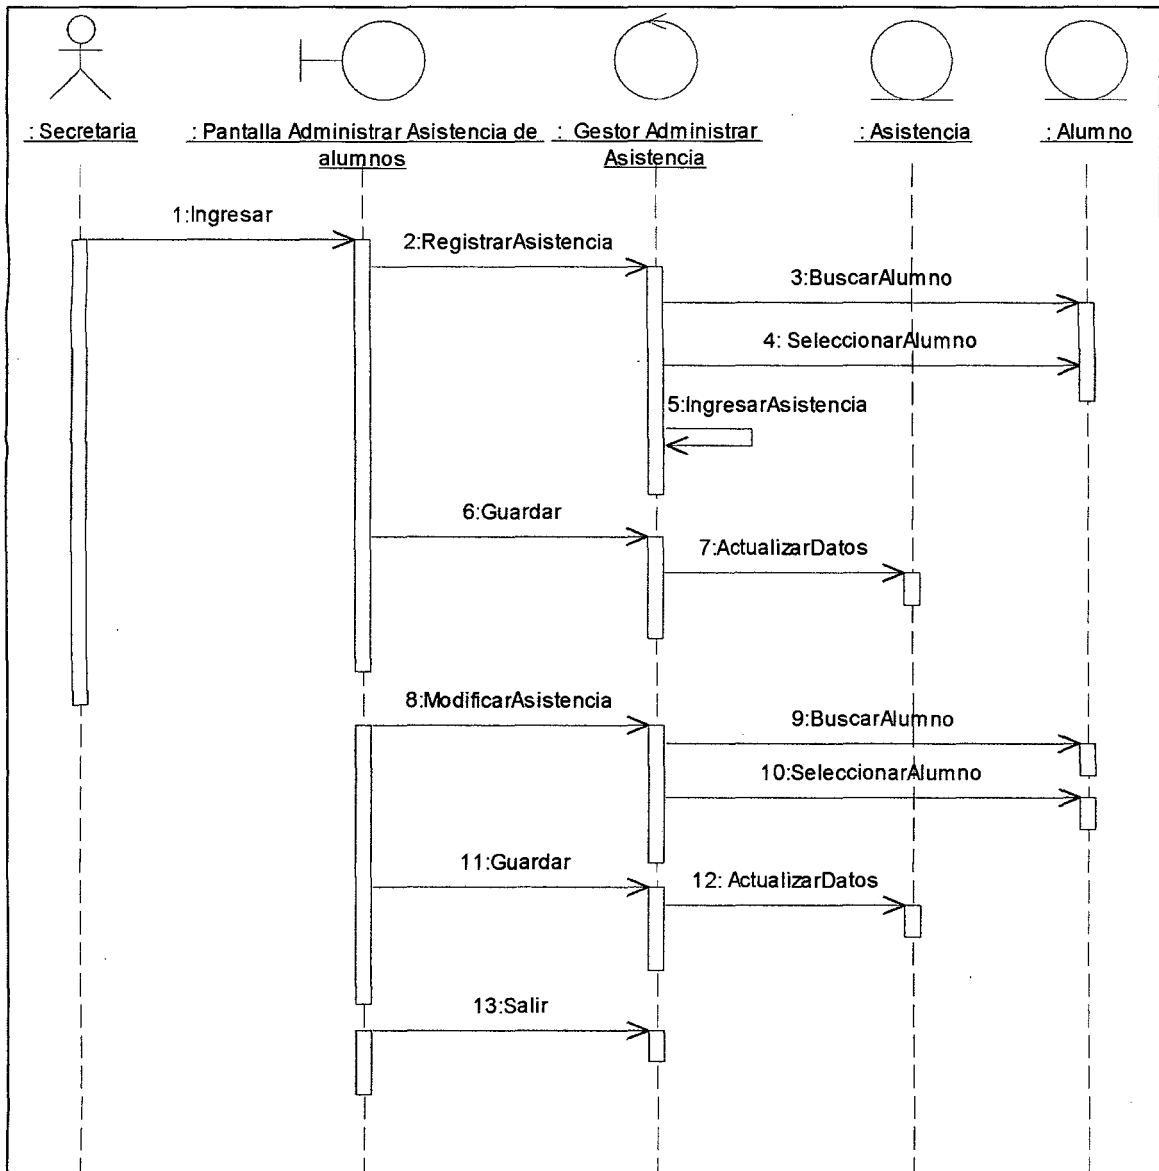 : Secretaria
: Pantalla Administrar Asistencia de
alumnos
: Gestor Administrar
Asistencia
: Asistencia
: Alumno
1:Ingresar
2:RegistrarAsistencia
3:BuscarAlumno
4: SeleccionarAlumno
5:IngresarAsistencia
6:Guardar
7:ActualizarDatos
8:ModificarAsistencia
9:BuscarAlumno
10:SeleccionarAlumno
11:Guardar
12: ActualizarDatos
13:Salir